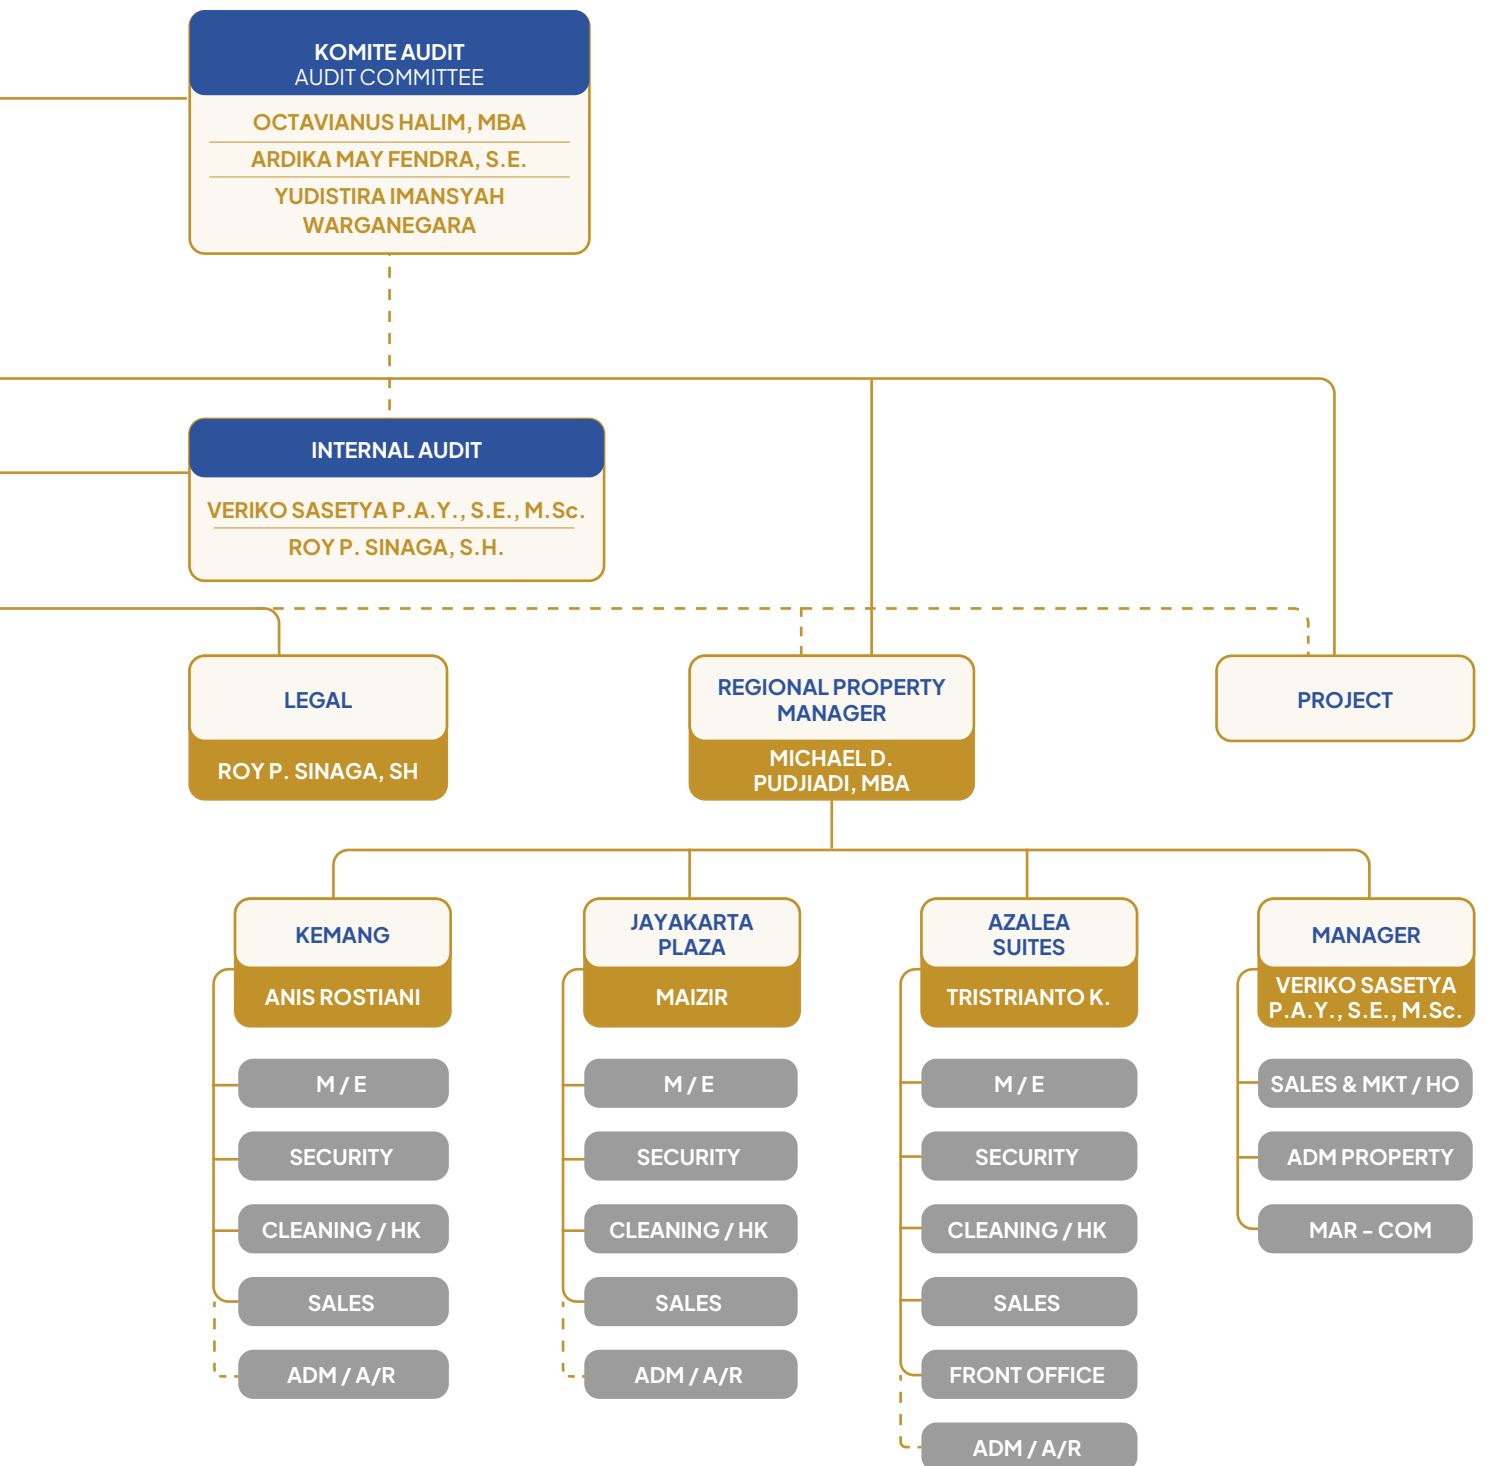 KOMITE AUDIT
AUDIT COMMITTEE
OCTAVIANUS HALIM, MBA
ARDIKA MAY FENDRA, S.E.
YUDISTIRA IMANSYAH
WARGANEGARA
INTERNAL AUDIT
VERIKO SASETYA P.A.Y., S.E., M.Sc.
ROY P. SINAGA, S.H.
LEGAL
ROY P. SINAGA, SH
REGIONAL PROPERTY
MANAGER
MICHAEL D.
PUDJIADI, MBA
PROJECT
KEMANG
ANIS ROSTIANI
M / E
SECURITY
CLEANING / HK
SALES
ADM / A/R
JAYAKARTA
PLAZA
MAIZIR
M / E
SECURITY
CLEANING / HK
SALES
ADM / A/R
AZALEA
SUITES
TRISTRIANTO K.
M / E
SECURITY
CLEANING / HK
SALES
FRONT OFFICE
ADM / A/R
MANAGER
VERIKO SASETYA
P.A.Y., S.E., M.Sc.
SALES & MKT / HO
ADM PROPERTY
MAR – COM